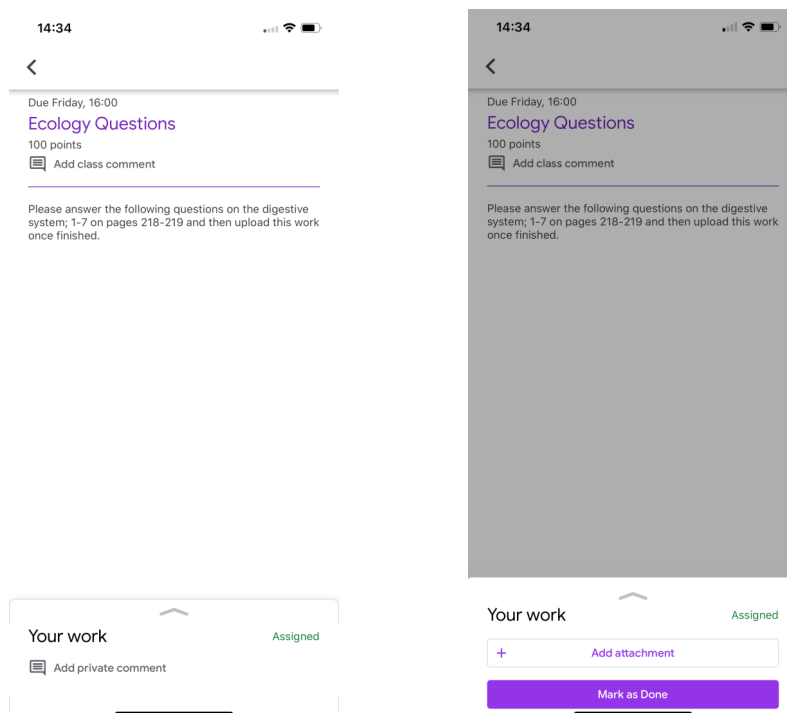 14:34
Due Friday, 16:00
Ecology Questions
100 points
Add class comment
Please answer the following questions on the digestive
system; 1-7 on pages 218-219 and then upload this work
once finished.
Your work
Assigned
Add private comment
14:34
Due Friday, 16:00
Ecology Questions
100 points
Add class comment
Please answer the following questions on the digestive
system; 1-7 on pages 218-219 and then upload this work
once finished.
Your work
Assigned
+ Add attachment
Mark as Done